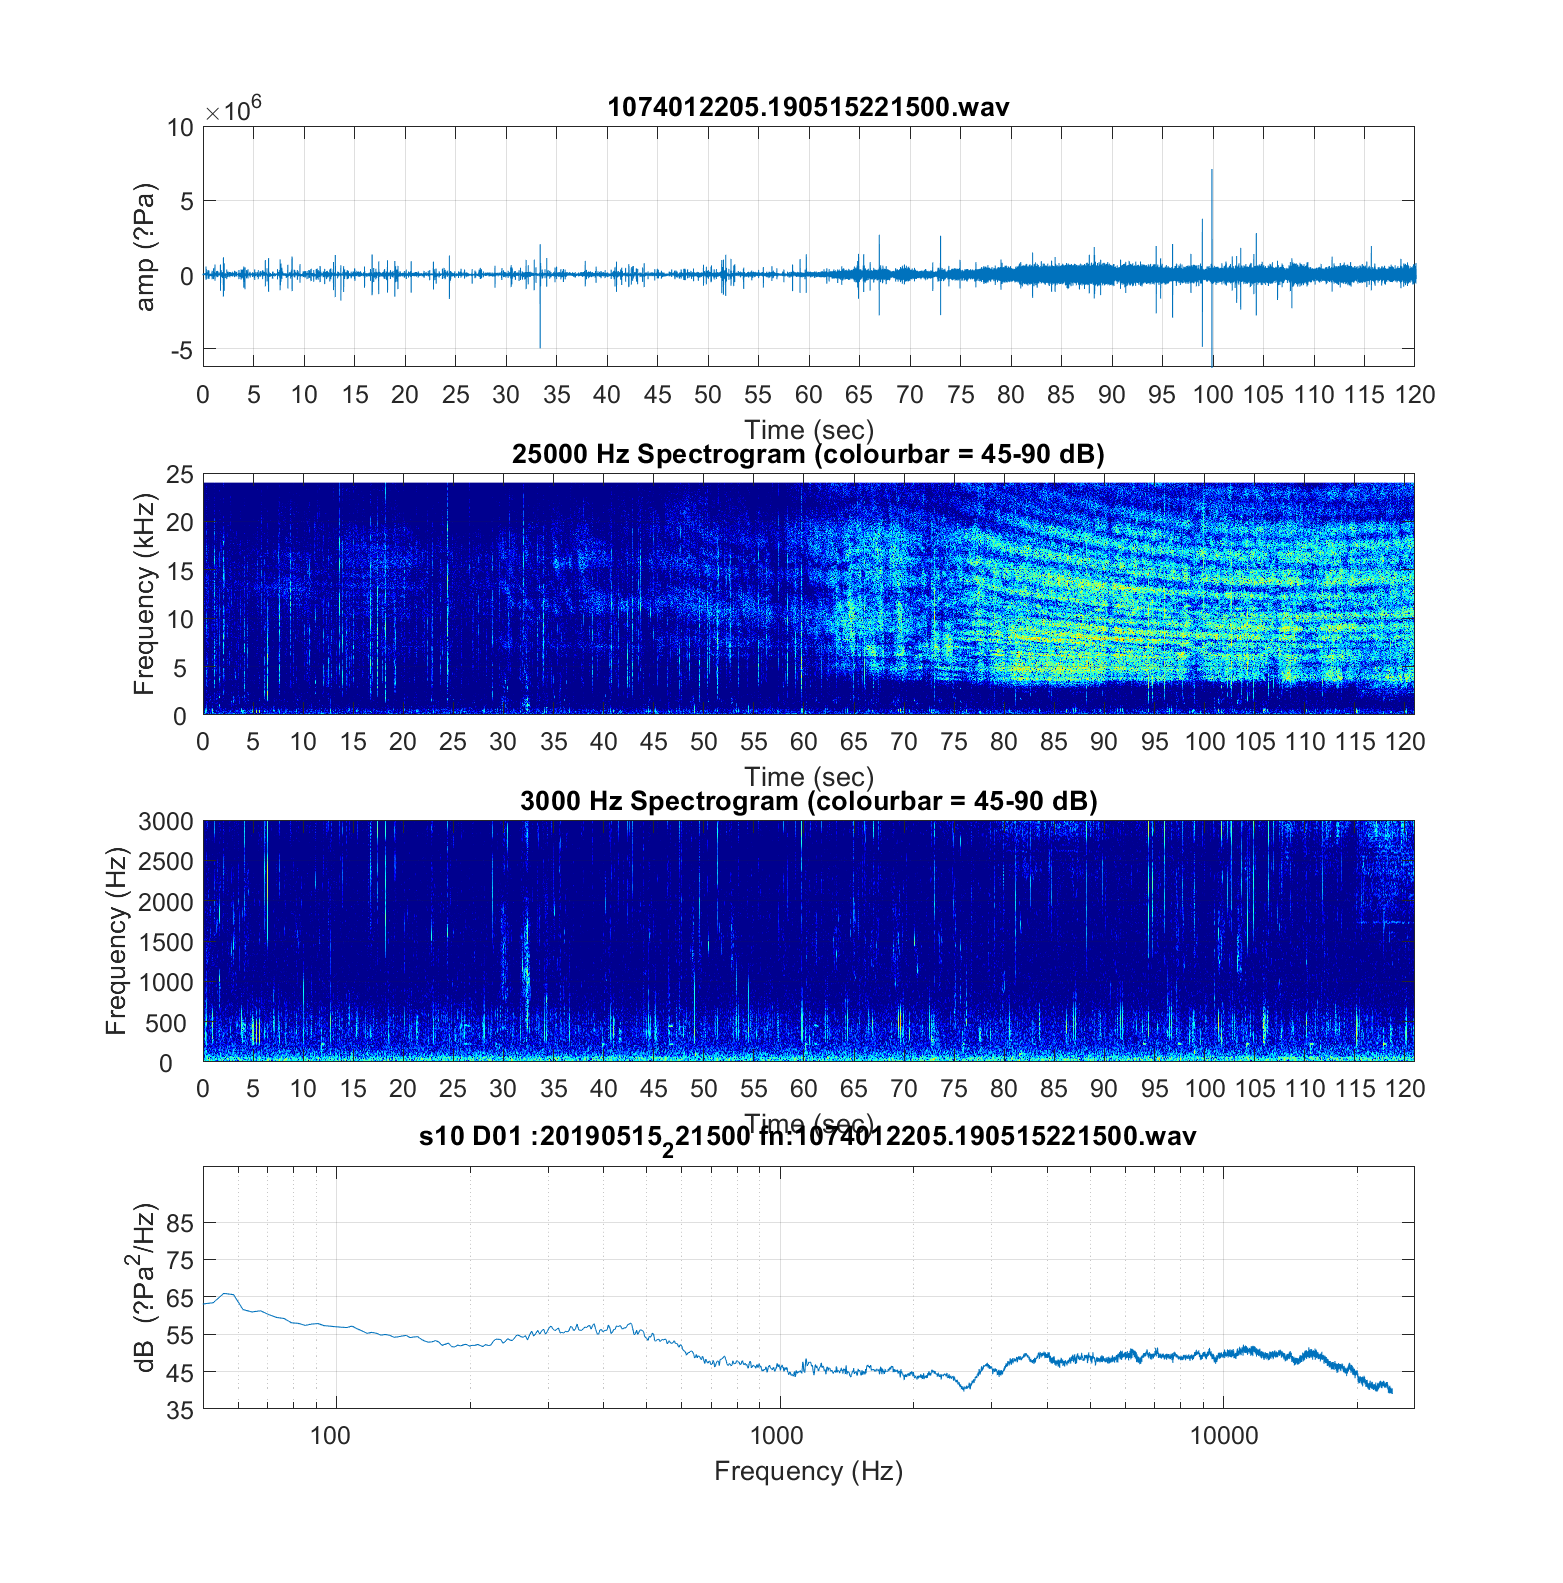 1074012205.190515221500.wav
×10^6
10
5
0
-5
amp (?Pa)
0 5 10 15 20 25 30 35 40 45 50 55 60 65 70 75 80 85 90 95 100 105 110 115 120
Time (sec)
25000 Hz Spectrogram (colourbar = 45-90 dB)
25
20
15
10
5
0
Frequency (kHz)
0 5 10 15 20 25 30 35 40 45 50 55 60 65 70 75 80 85 90 95 100 105 110 115 120
Time (sec)
3000 Hz Spectrogram (colourbar = 45-90 dB)
3000
2500
2000
1500
1000
500
0
Frequency (Hz)
0 5 10 15 20 25 30 35 40 45 50 55 60 65 70 75 80 85 90 95 100 105 110 115 120
Time (sec)
s10 D01 :20190515_221500 fn:1074012205.190515221500.wav
85
75
65
55
45
35
dB (?Pa^2/Hz)
100 1000 10000
Frequency (Hz)